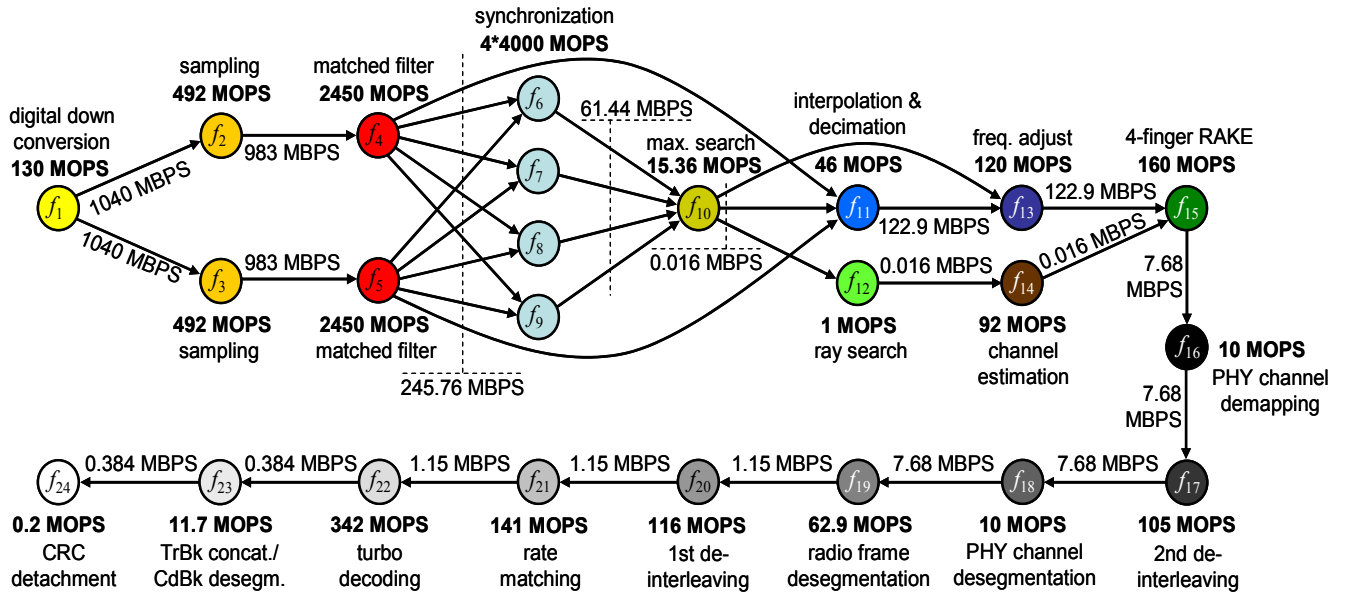 synchronization
4*4000 MOPS
sampling
492 MOPS
matched filter
2450 MOPS
digital down
conversion
130 MOPS
f1
1040 MBPS
1040 MBPS
f2
983 MBPS
f4
f3
983 MBPS
f5
492 MOPS
sampling
2450 MOPS
matched filter
245.76 MBPS
f6
f7
f8
f9
61.44 MBPS
max. search
15.36 MOPS
f10
0.016 MBPS
interpolation &
decimation
46 MOPS
f11
122.9 MBPS
freq. adjust
120 MOPS
f13
122.9 MBPS
4-finger RAKE
160 MOPS
f15
f12
0.016 MBPS
f14
0.016 MBPS
1 MOPS
ray search
92 MOPS
channel
estimation
7.68
MBPS
f16
10 MOPS
PHY channel
demapping
7.68
MBPS
f24
0.384 MBPS
f23
0.384 MBPS
f22
1.15 MBPS
f21
1.15 MBPS
f20
1.15 MBPS
f19
7.68 MBPS
f18
7.68 MBPS
f17
0.2 MOPS
CRC
detachment
11.7 MOPS
TrBk concat./
CdBk desegm.
342 MOPS
turbo
decoding
141 MOPS
rate
matching
116 MOPS
1st de-
interleaving
62.9 MOPS
radio frame
desegmentation
10 MOPS
PHY channel
desegmentation
105 MOPS
2nd de-
interleaving